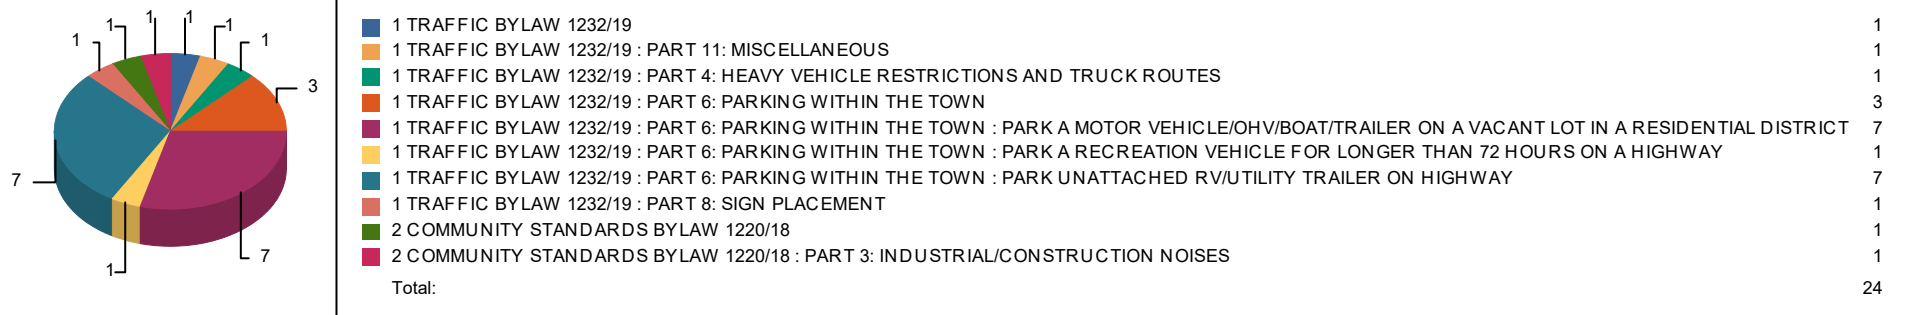 1
1
1
1
1
1
3
7
7
1
1 TRAFFIC BYLAW 1232/19 1
1 TRAFFIC BYLAW 1232/19 : PART 11: MISCELLANEOUS 1
1 TRAFFIC BYLAW 1232/19 : PART 4: HEAVY VEHICLE RESTRICTIONS AND TRUCK ROUTES 1
1 TRAFFIC BYLAW 1232/19 : PART 6: PARKING WITHIN THE TOWN 3
1 TRAFFIC BYLAW 1232/19 : PART 6: PARKING WITHIN THE TOWN : PARK A MOTOR VEHICLE/OHV/BOAT/TRAILER ON A VACANT LOT IN A RESIDENTIAL DISTRICT 7
1 TRAFFIC BYLAW 1232/19 : PART 6: PARKING WITHIN THE TOWN : PARK A RECREATION VEHICLE FOR LONGER THAN 72 HOURS ON A HIGHWAY 1
1 TRAFFIC BYLAW 1232/19 : PART 6: PARKING WITHIN THE TOWN : PARK UNATTACHED RV/UTILITY TRAILER ON HIGHWAY 7
1 TRAFFIC BYLAW 1232/19 : PART 8: SIGN PLACEMENT 1
2 COMMUNITY STANDARDS BYLAW 1220/18 1
2 COMMUNITY STANDARDS BYLAW 1220/18 : PART 3: INDUSTRIAL/CONSTRUCTION NOISES 1
Total: 24